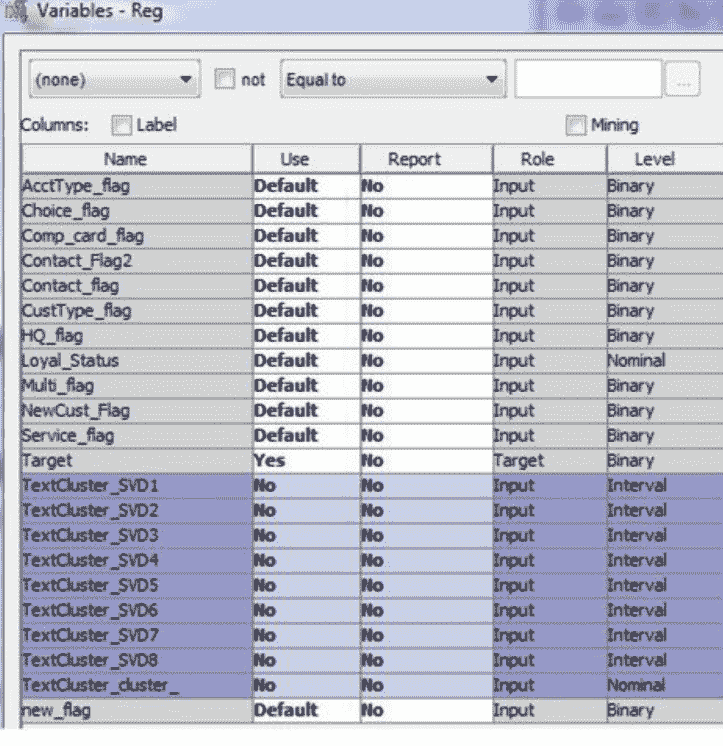 Variables - Reg
(none) not Equal to ...
Columns: Label Mining
Name Use Report Role Level
AcctType_flag Default No Input Binary
Choice_flag Default No Input Binary
Comp_card_flag Default No Input Binary
Contact_Flag2 Default No Input Binary
Contact_flag Default No Input Binary
CustType_flag Default No Input Binary
HQ_flag Default No Input Binary
Loyal_Status Default No Input Nominal
Multi_flag Default No Input Binary
NewCust_Flag Default No Input Binary
Service_flag Default No Input Binary
Target Yes No Target Binary
TextCluster_SVD1 No No Input Interval
TextCluster_SVD2 No No Input Interval
TextCluster_SVD3 No No Input Interval
TextCluster_SVD4 No No Input Interval
TextCluster_SVD5 No No Input Interval
TextCluster_SVD6 No No Input Interval
TextCluster_SVD7 No No Input Interval
TextCluster_SVD8 No No Input Interval
TextCluster_cluster_ No No Input Nominal
new_flag Default No Input Binary